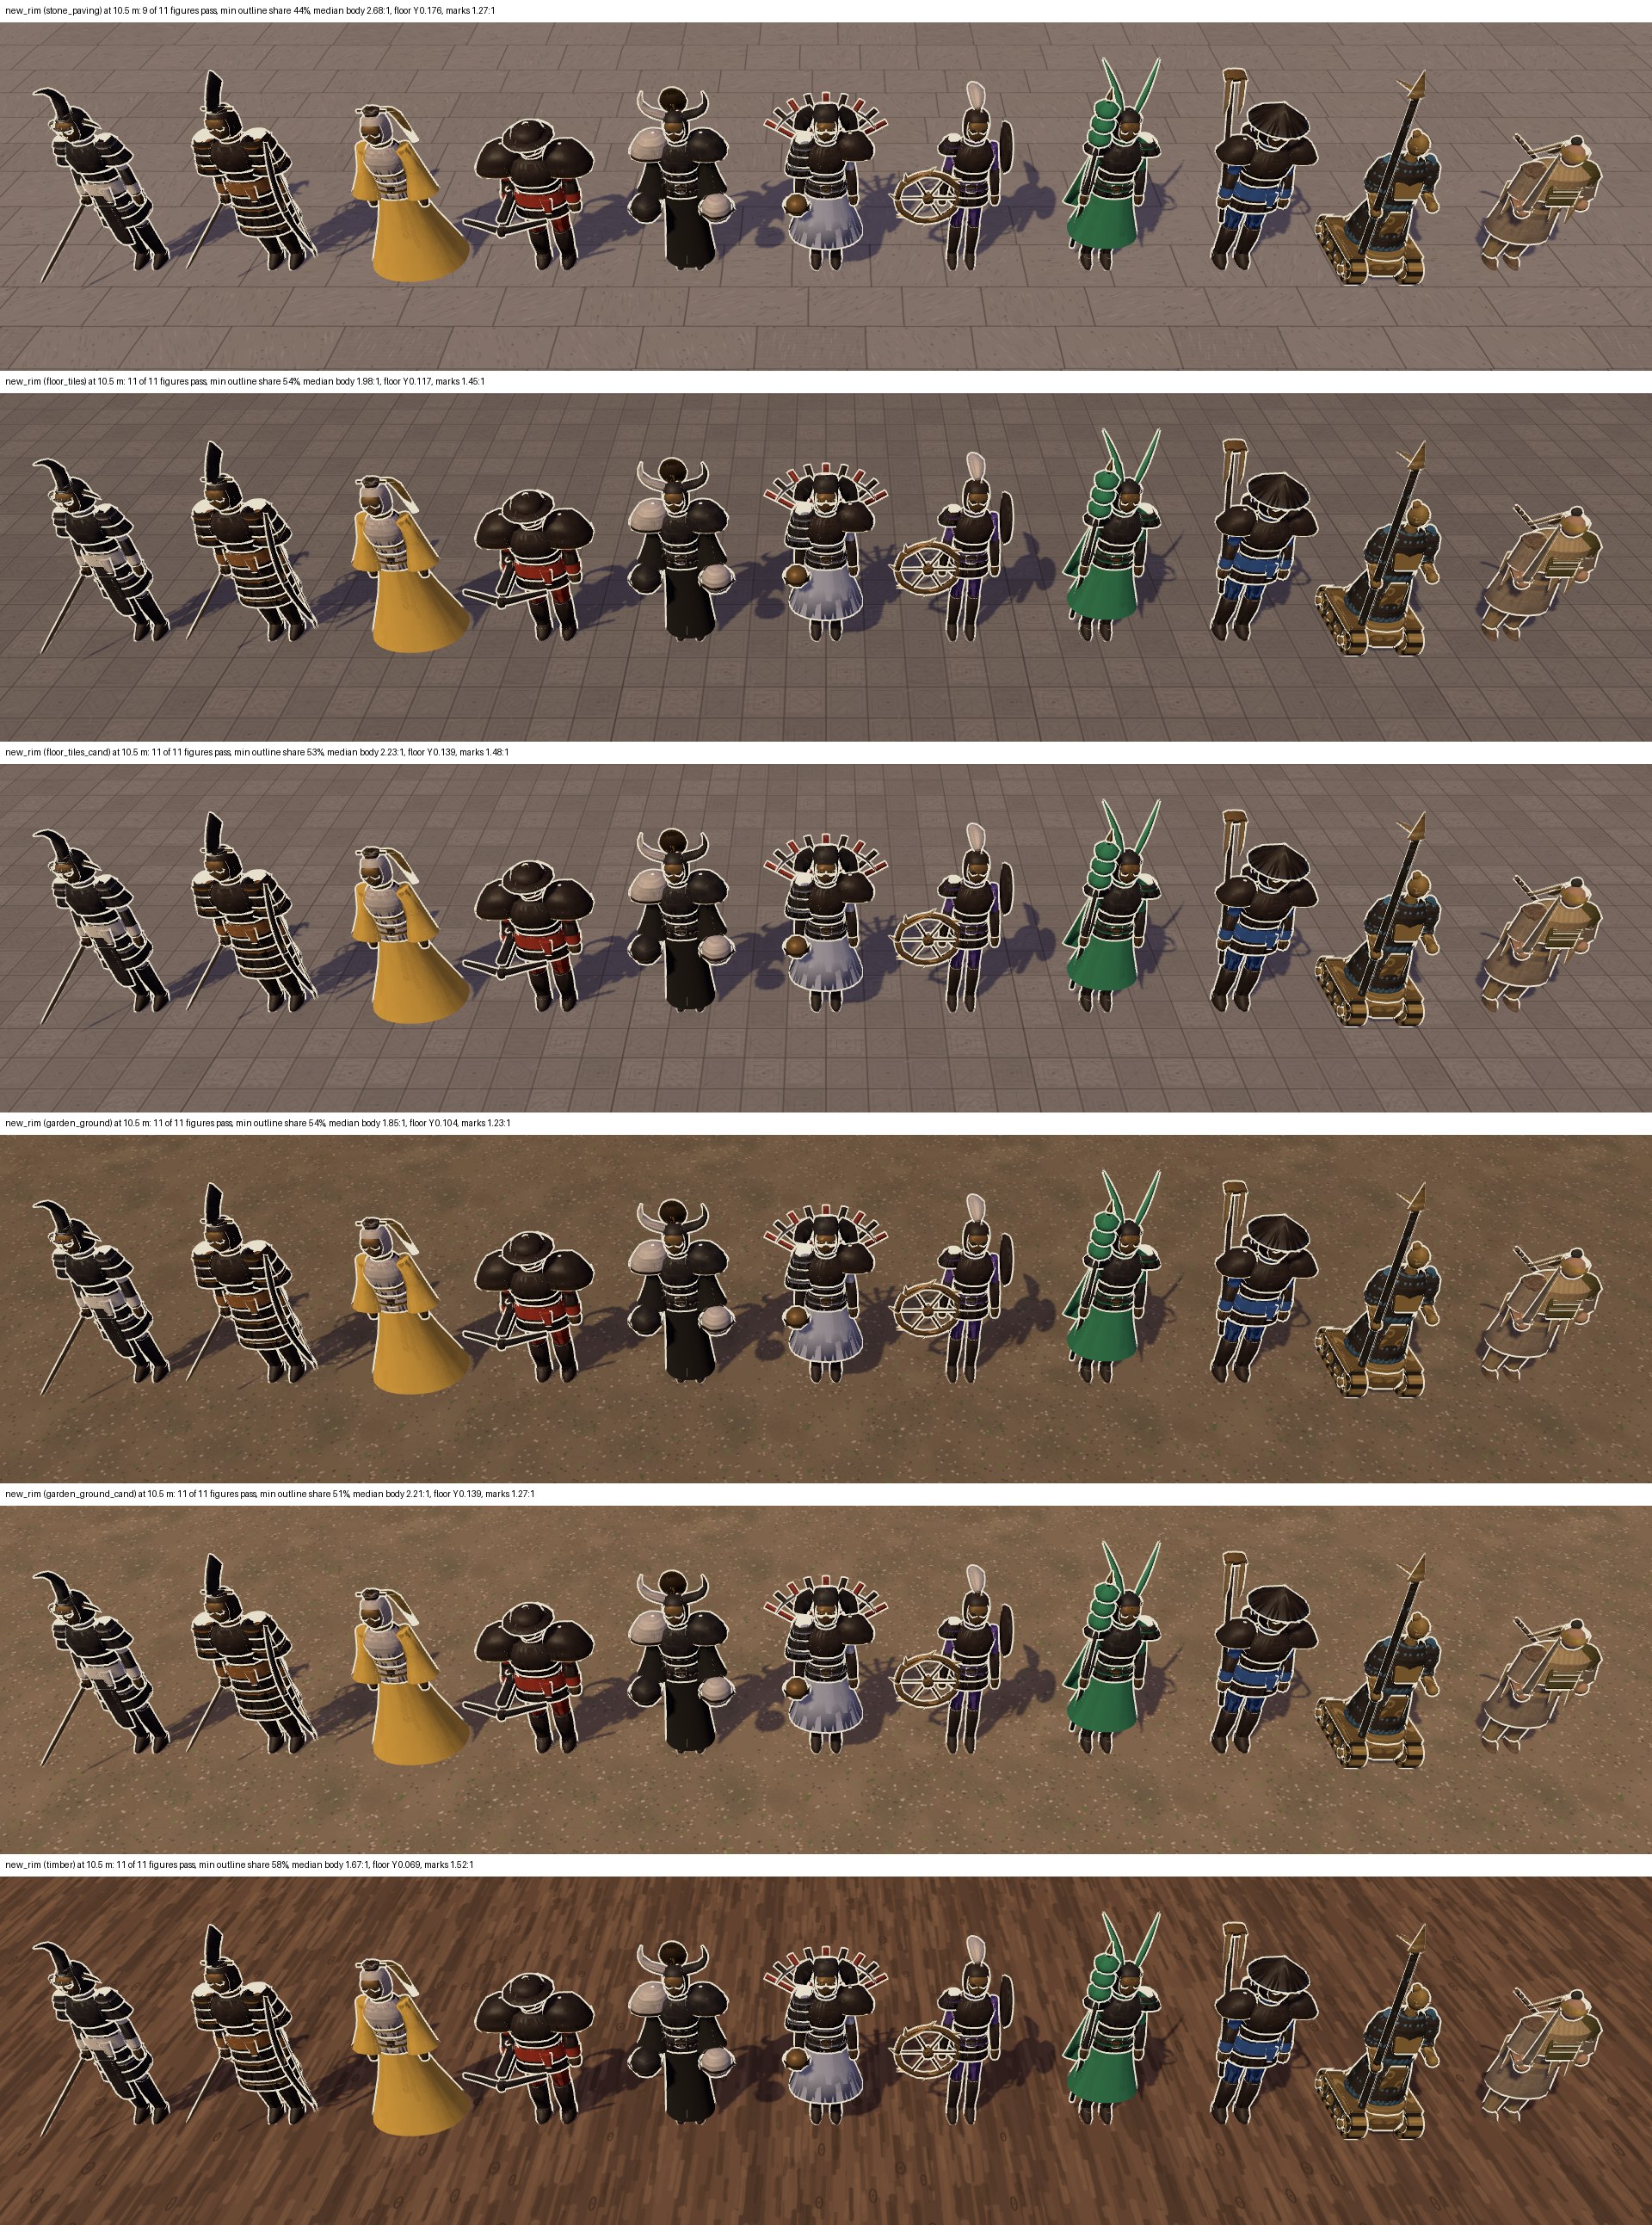 new_rim (stone_paving) at 10.5 m: 9 of 11 figures pass, min outline share 44%, median body 2.68:1, floor Y0.176, marks 1.27:1
new_rim (floor_tiles) at 10.5 m: 11 of 11 figures pass, min outline share 54%, median body 1.98:1, floor Y0.117, marks 1.45:1
new_rim (floor_tiles_cand) at 10.5 m: 11 of 11 figures pass, min outline share 53%, median body 2.23:1, floor Y0.139, marks 1.48:1
new_rim (garden_ground) at 10.5 m: 11 of 11 figures pass, min outline share 54%, median body 1.85:1, floor Y0.104, marks 1.23:1
new_rim (garden_ground_cand) at 10.5 m: 11 of 11 figures pass, min outline share 51%, median body 2.21:1, floor Y0.139, marks 1.27:1
new_rim (timber) at 10.5 m: 11 of 11 figures pass, min outline share 58%, median body 1.67:1, floor Y0.069, marks 1.52:1